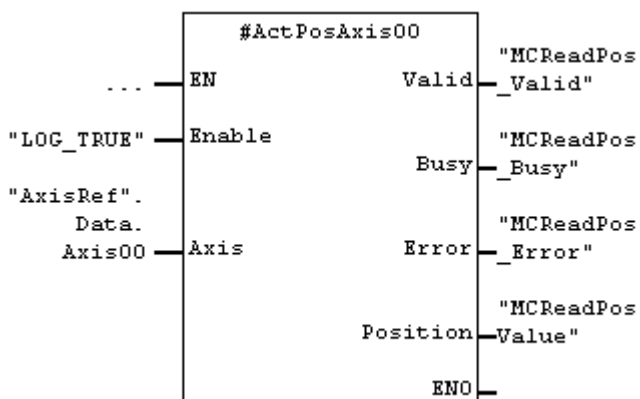 #ActPosAxis00
... EN
Valid "MCReadPos
_Valid"
"LOG_TRUE" Enable
Busy "MCReadPos
_Busy"
"AxisRef".
Data.
Axis00 Axis
Error "MCReadPos
_Error"
Position "MCReadPos
Value"
ENO